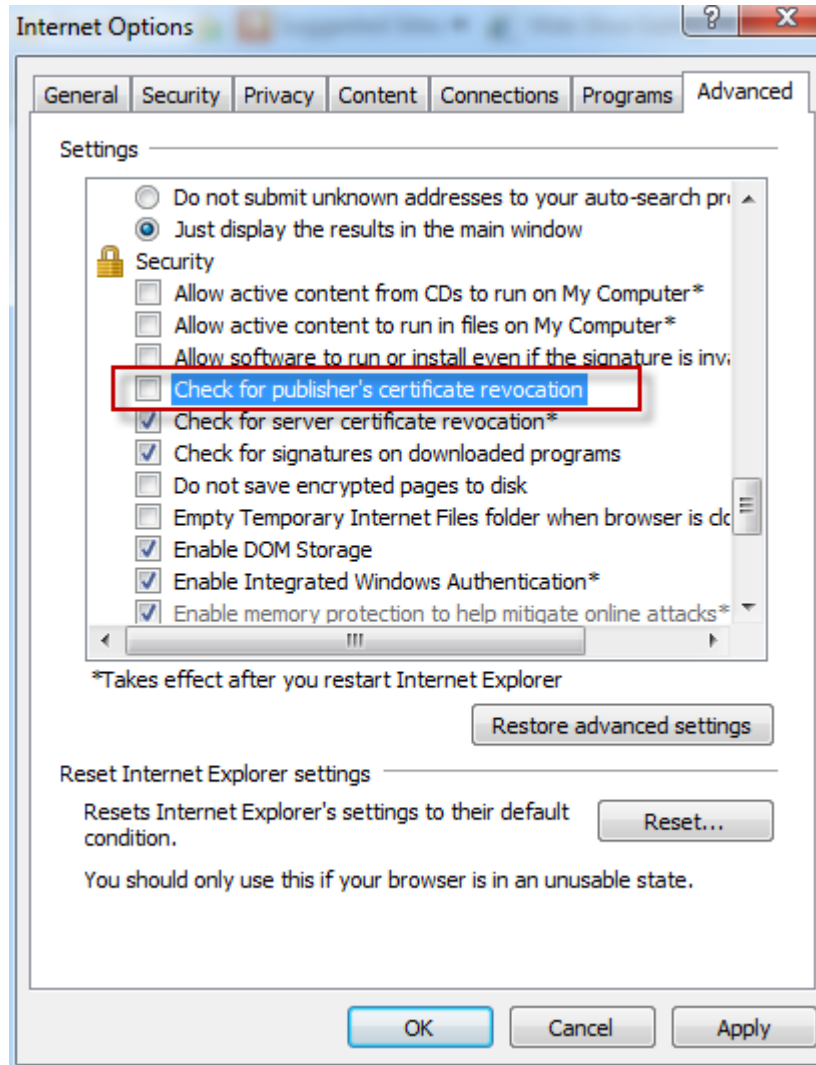 Internet Options
General Security Privacy Content Connections Programs Advanced
Settings
Do not submit unknown addresses to your auto-search
Just display the results in the main window
Security
Allow active content from CDs to run on My Computer*
Allow active content to run in files on My Computer*
Allow software to run or install even if the signature is
Check for publisher's certificate revocation
Check for server certificate revocation*
Check for signatures on downloaded programs
Do not save encrypted pages to disk
Empty Temporary Internet Files folder when browser is
Enable DOM Storage
Enable Integrated Windows Authentication*
Enable memory protection to help mitigate online attacks*
*Takes effect after you restart Internet Explorer
Restore advanced settings
Reset Internet Explorer settings
Resets Internet Explorer's settings to their default
condition.
Reset...
You should only use this if your browser is in an unusable state.
OK Cancel Apply